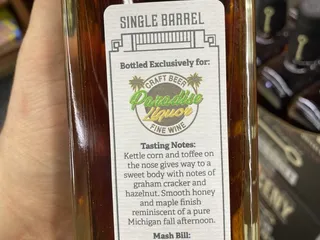 SINGLE BARREL
Bottled Exclusively for:
CRAFT BEER
Paradise
Liquor
FINE WINE
Tasting Notes:
Kettle corn and toffee on
the nose gives way to a
sweet body with notes of
graham cracker and
hazelnut. Smooth honey
and maple finish
reminiscent of a pure
Michigan fall afternoon.
Mash Bill: